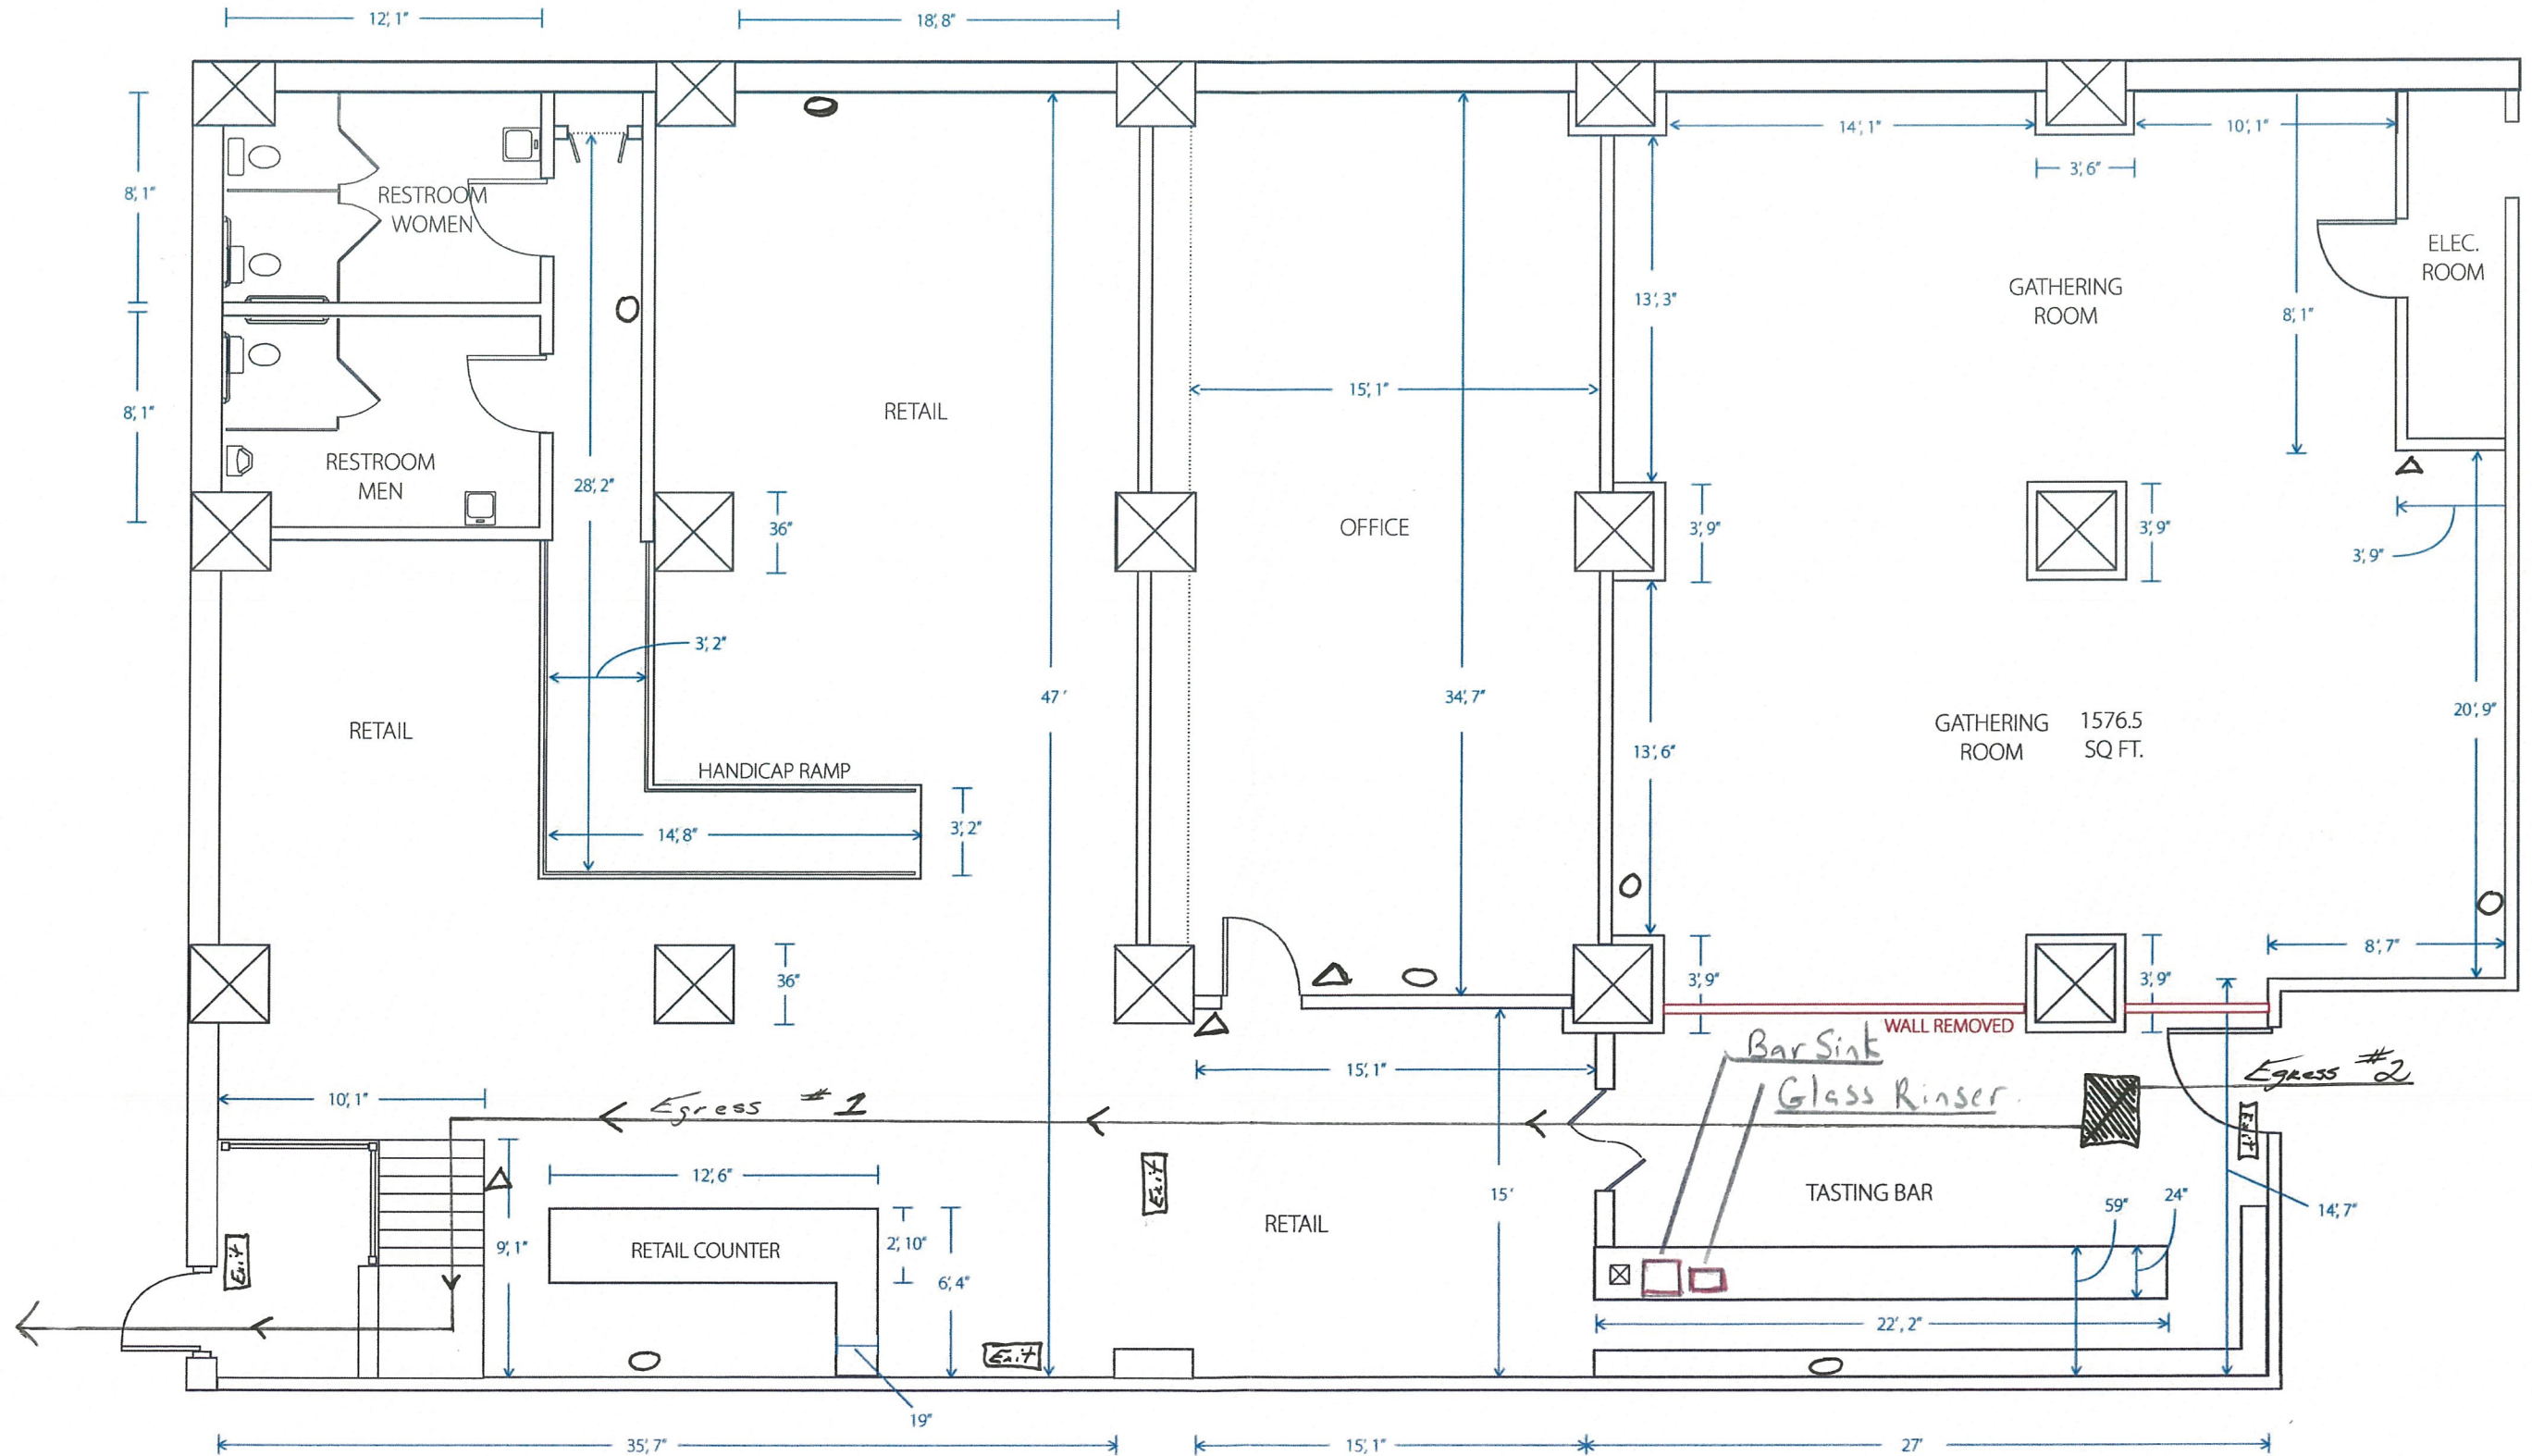 12', 1"
18', 8"
14', 1"
10', 1"
3', 6"
8', 1"
RESTROOM
WOMEN
ELEC.
ROOM
GATHERING
ROOM
13', 3"
8', 1"
15', 1"
8', 1"
RETAIL
RESTROOM
MEN
28', 2"
36"
OFFICE
3', 9"
3', 9"
3', 9"
3', 2"
47'
34', 7"
RETAIL
GATHERING
ROOM
1576.5
SQ FT.
20', 9"
13', 6"
HANDICAP RAMP
14', 8"
3', 2"
8', 7"
36"
3', 9"
3', 9"
WALL REMOVED
Bar Sink
15', 1"
Egress #2
10', 1"
Egress #1
Glass Rinser.
Exit
12', 6"
Exit
TASTING BAR
15'
24"
59"
14', 7"
RETAIL
9', 1"
RETAIL COUNTER
2', 10"
Exit
6', 4"
22', 2"
Exit
19"
35', 7"
15', 1"
27'